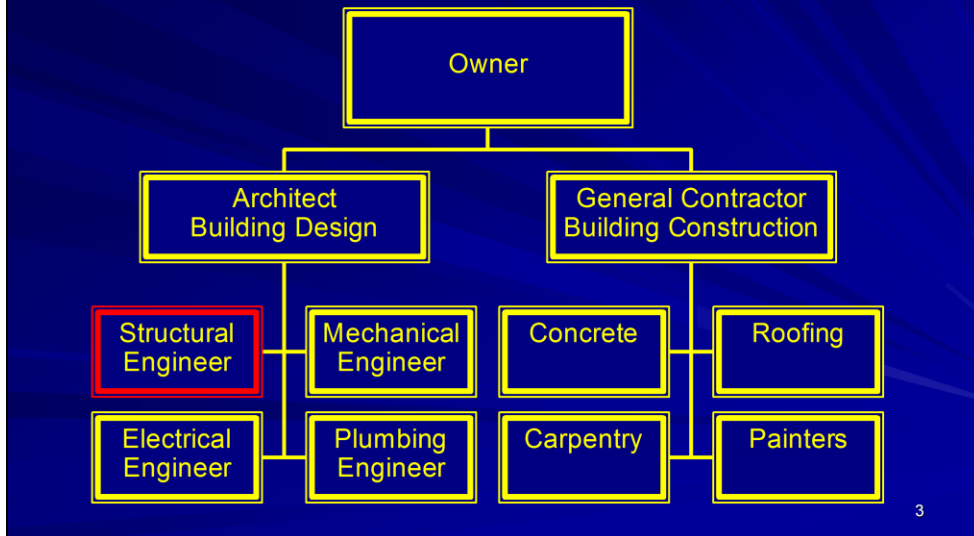 Owner
Architect
Building Design
General Contractor
Building Construction
Structural
Engineer
Mechanical
Engineer
Concrete
Roofing
Electrical
Engineer
Plumbing
Engineer
Carpentry
Painters
3